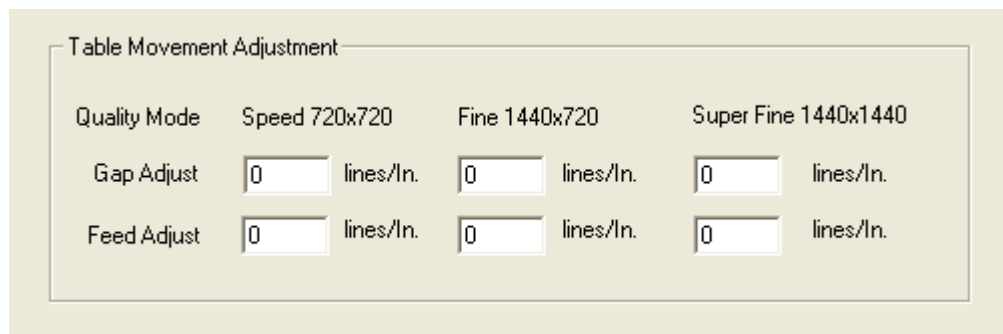 Table Movement Adjustment
Quality Mode Speed 720x720 Fine 1440x720 Super Fine 1440x1440
Gap Adjust 0 lines/In. 0 lines/In. 0 lines/In.
Feed Adjust 0 lines/In. 0 lines/In. 0 lines/In.